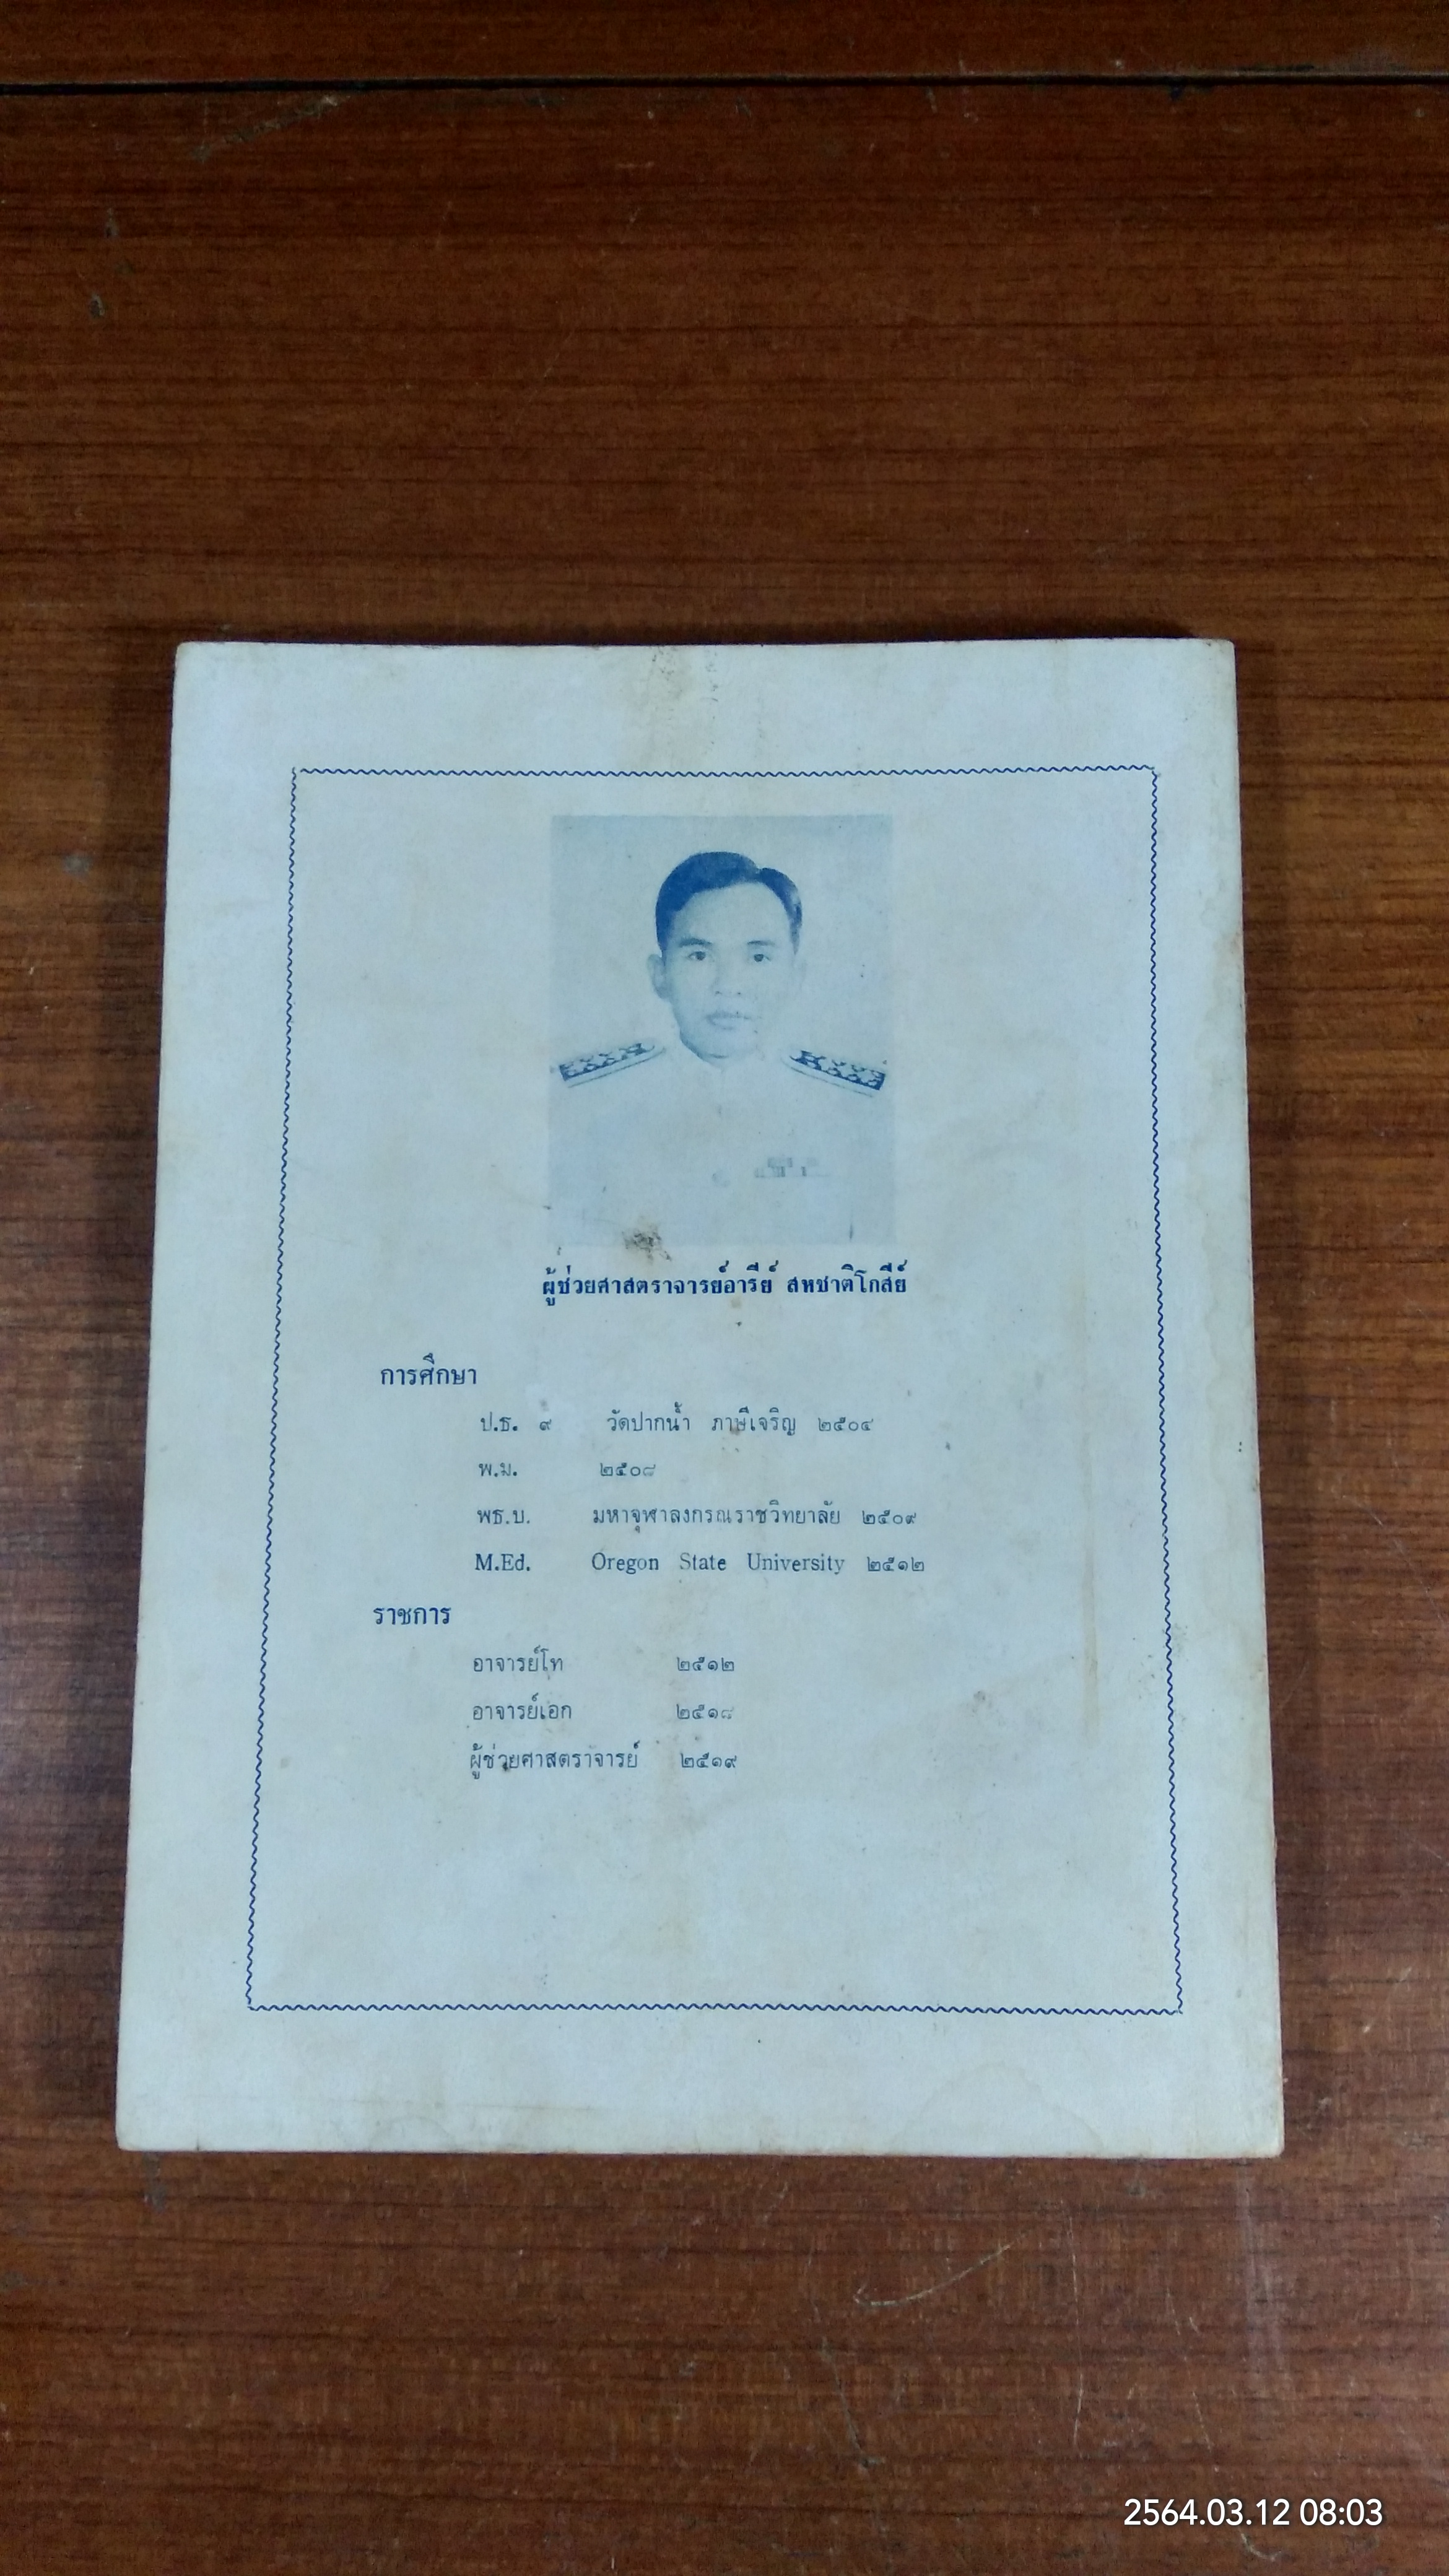 ผู้ช่วยศาสตราจารย์อารีย์ สหชาติโกสีย์
การศึกษา
ป.ธ. ๙ วัดปากน้ำ ภาษีเจริญ ๒๕๐๔
พ.ม. ๒๕๐๘
พธ.บ. มหาจุฬาลงกรณราชวิทยาลัย ๒๕๐๙
M.Ed. Oregon State University ๒๕๑๒
ราชการ
อาจารย์โท ๒๕๑๒
อาจารย์เอก ๒๕๑๘
ผู้ช่วยศาสตราจารย์ ๒๕๑๙
2564.03.12 08:03